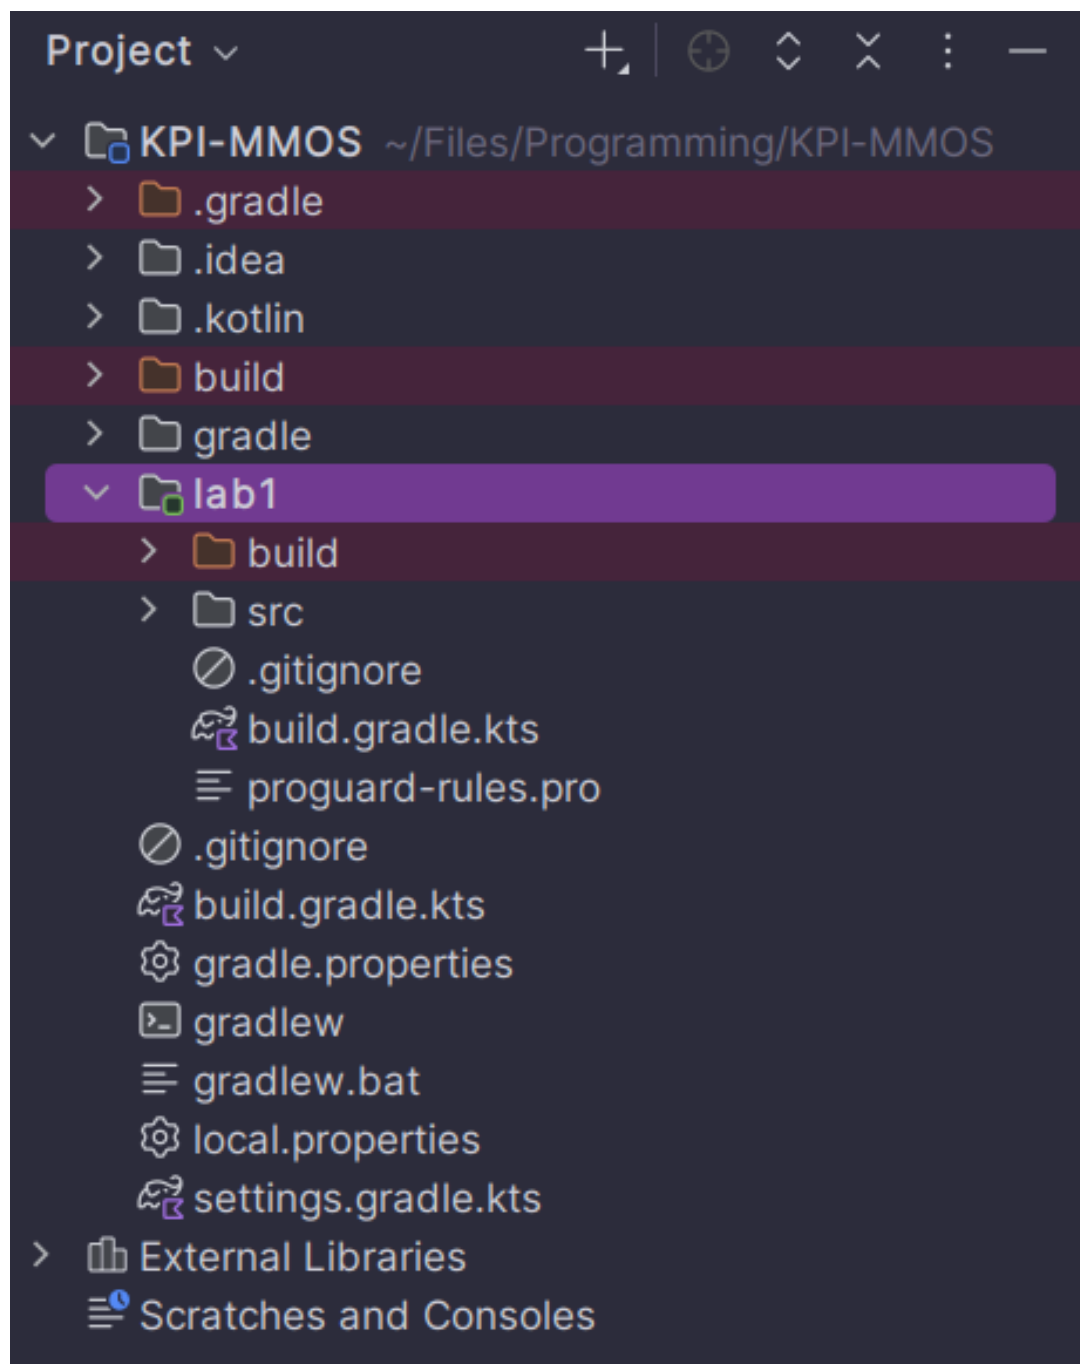 Project
KPI-MMOS ~/Files/Programming/KPI-MMOS
.gradle
.idea
.kotlin
build
gradle
lab1
build
src
.gitignore
build.gradle.kts
proguard-rules.pro
.gitignore
build.gradle.kts
gradle.properties
gradlew
gradlew.bat
local.properties
settings.gradle.kts
External Libraries
Scratches and Consoles